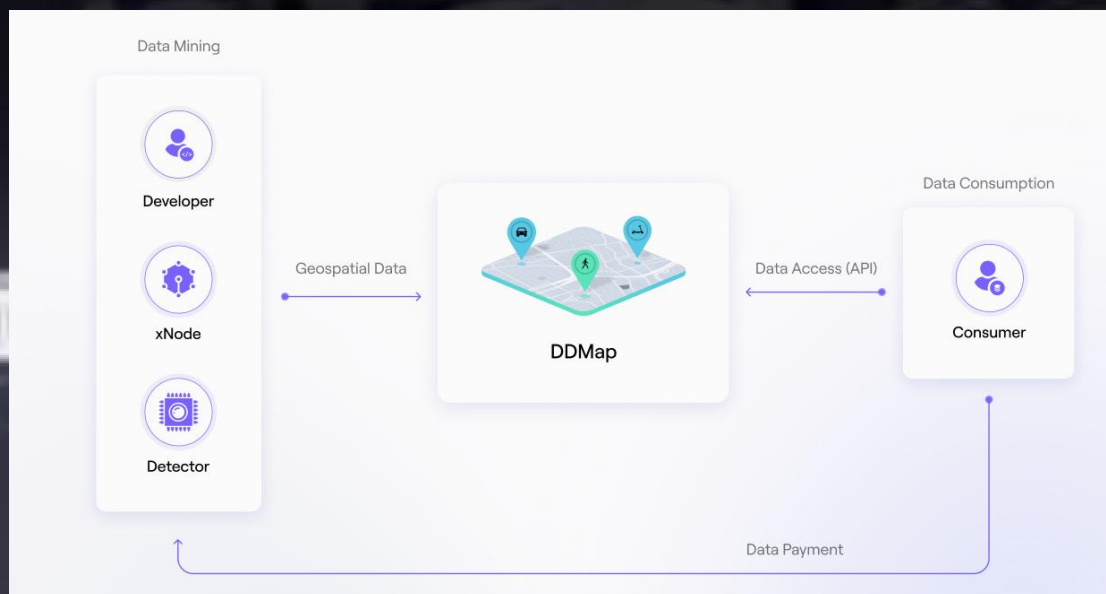 Data Mining
Developer
xNode
Detector
Geospatial Data
DDMap
Data Access (API)
Data Consumption
Consumer
Data Payment